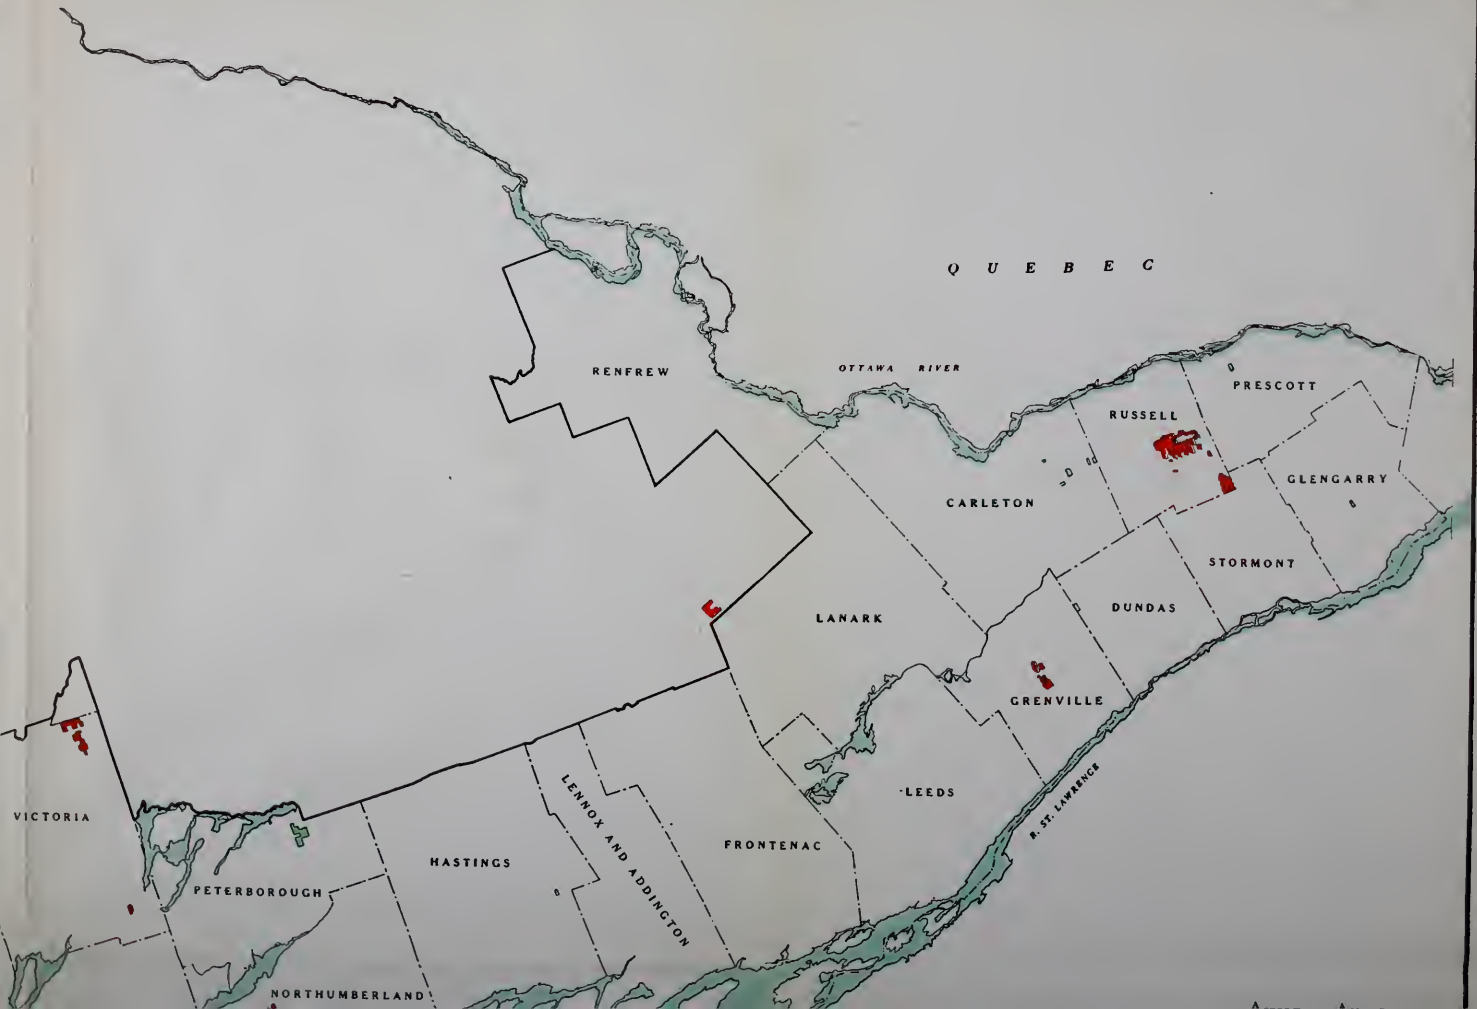 QUEBEC
OTTAWA RIVER
RENFREW
PRESCOTT
RUSSELL
GLENGARRY
CARLETON
STORMONT
DUNDAS
LANARK
GRENVILLE
R. ST. LAWRENCE
LEEDS
VICTORIA
LENNOX AND ADDINGTON
FRONTENAC
HASTINGS
PETERBOROUGH
NORTHUMBERLAND